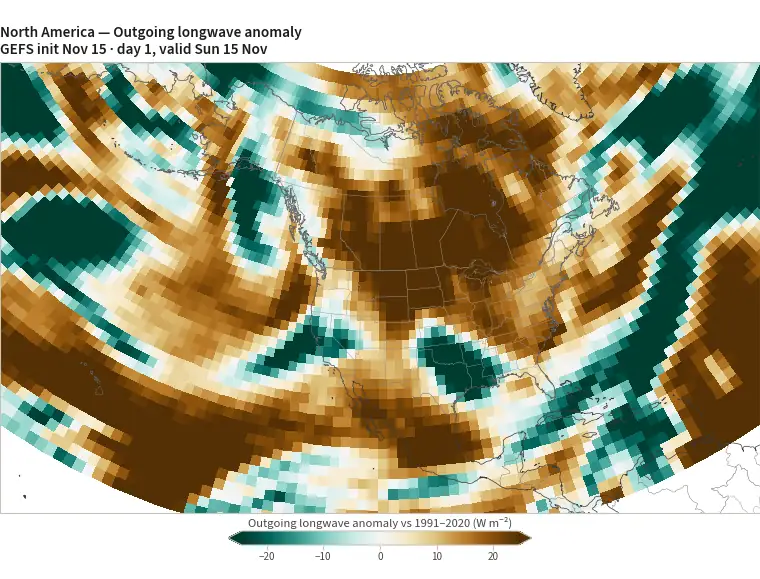 North America — Outgoing longwave anomaly
GEFS init Nov 15 · day 1, valid Sun 15 Nov
Outgoing longwave anomaly vs 1991–2020 (W m⁻²)
−20 −10 0 10 20